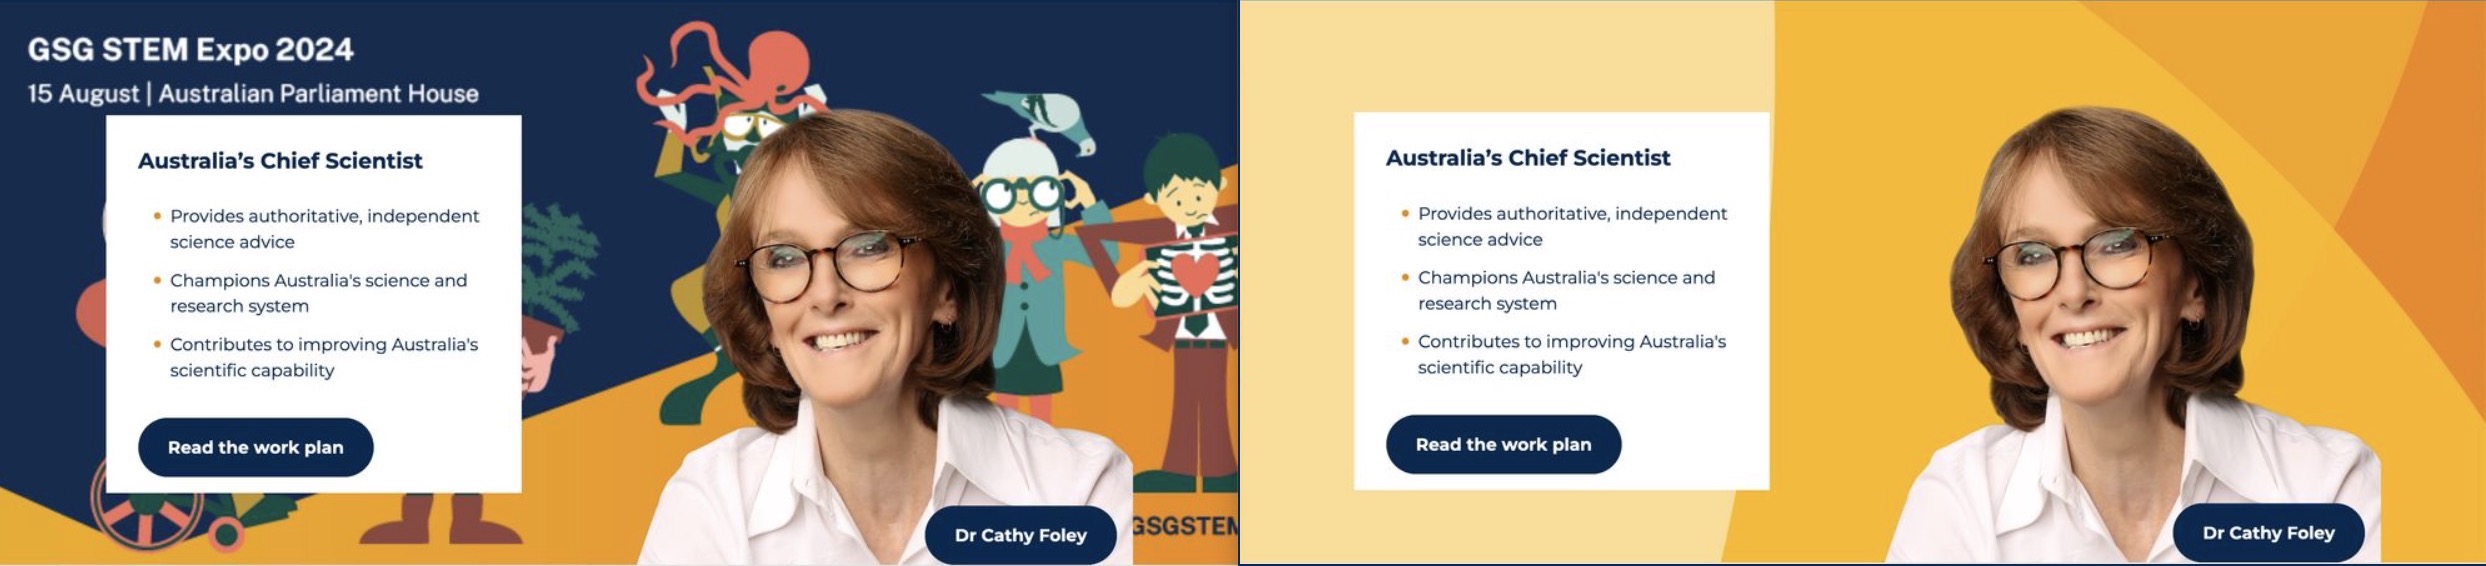 GSG STEM Expo 2024
15 August | Australian Parliament House
Australia's Chief Scientist
• Provides authoritative, independent
science advice
• Champions Australia's science and
research system
• Contributes to improving Australia's
scientific capability
Read the work plan
Dr Cathy Foley
GSGSTEM
Australia's Chief Scientist
• Provides authoritative, independent
science advice
• Champions Australia's science and
research system
• Contributes to improving Australia's
scientific capability
Read the work plan
Dr Cathy Foley